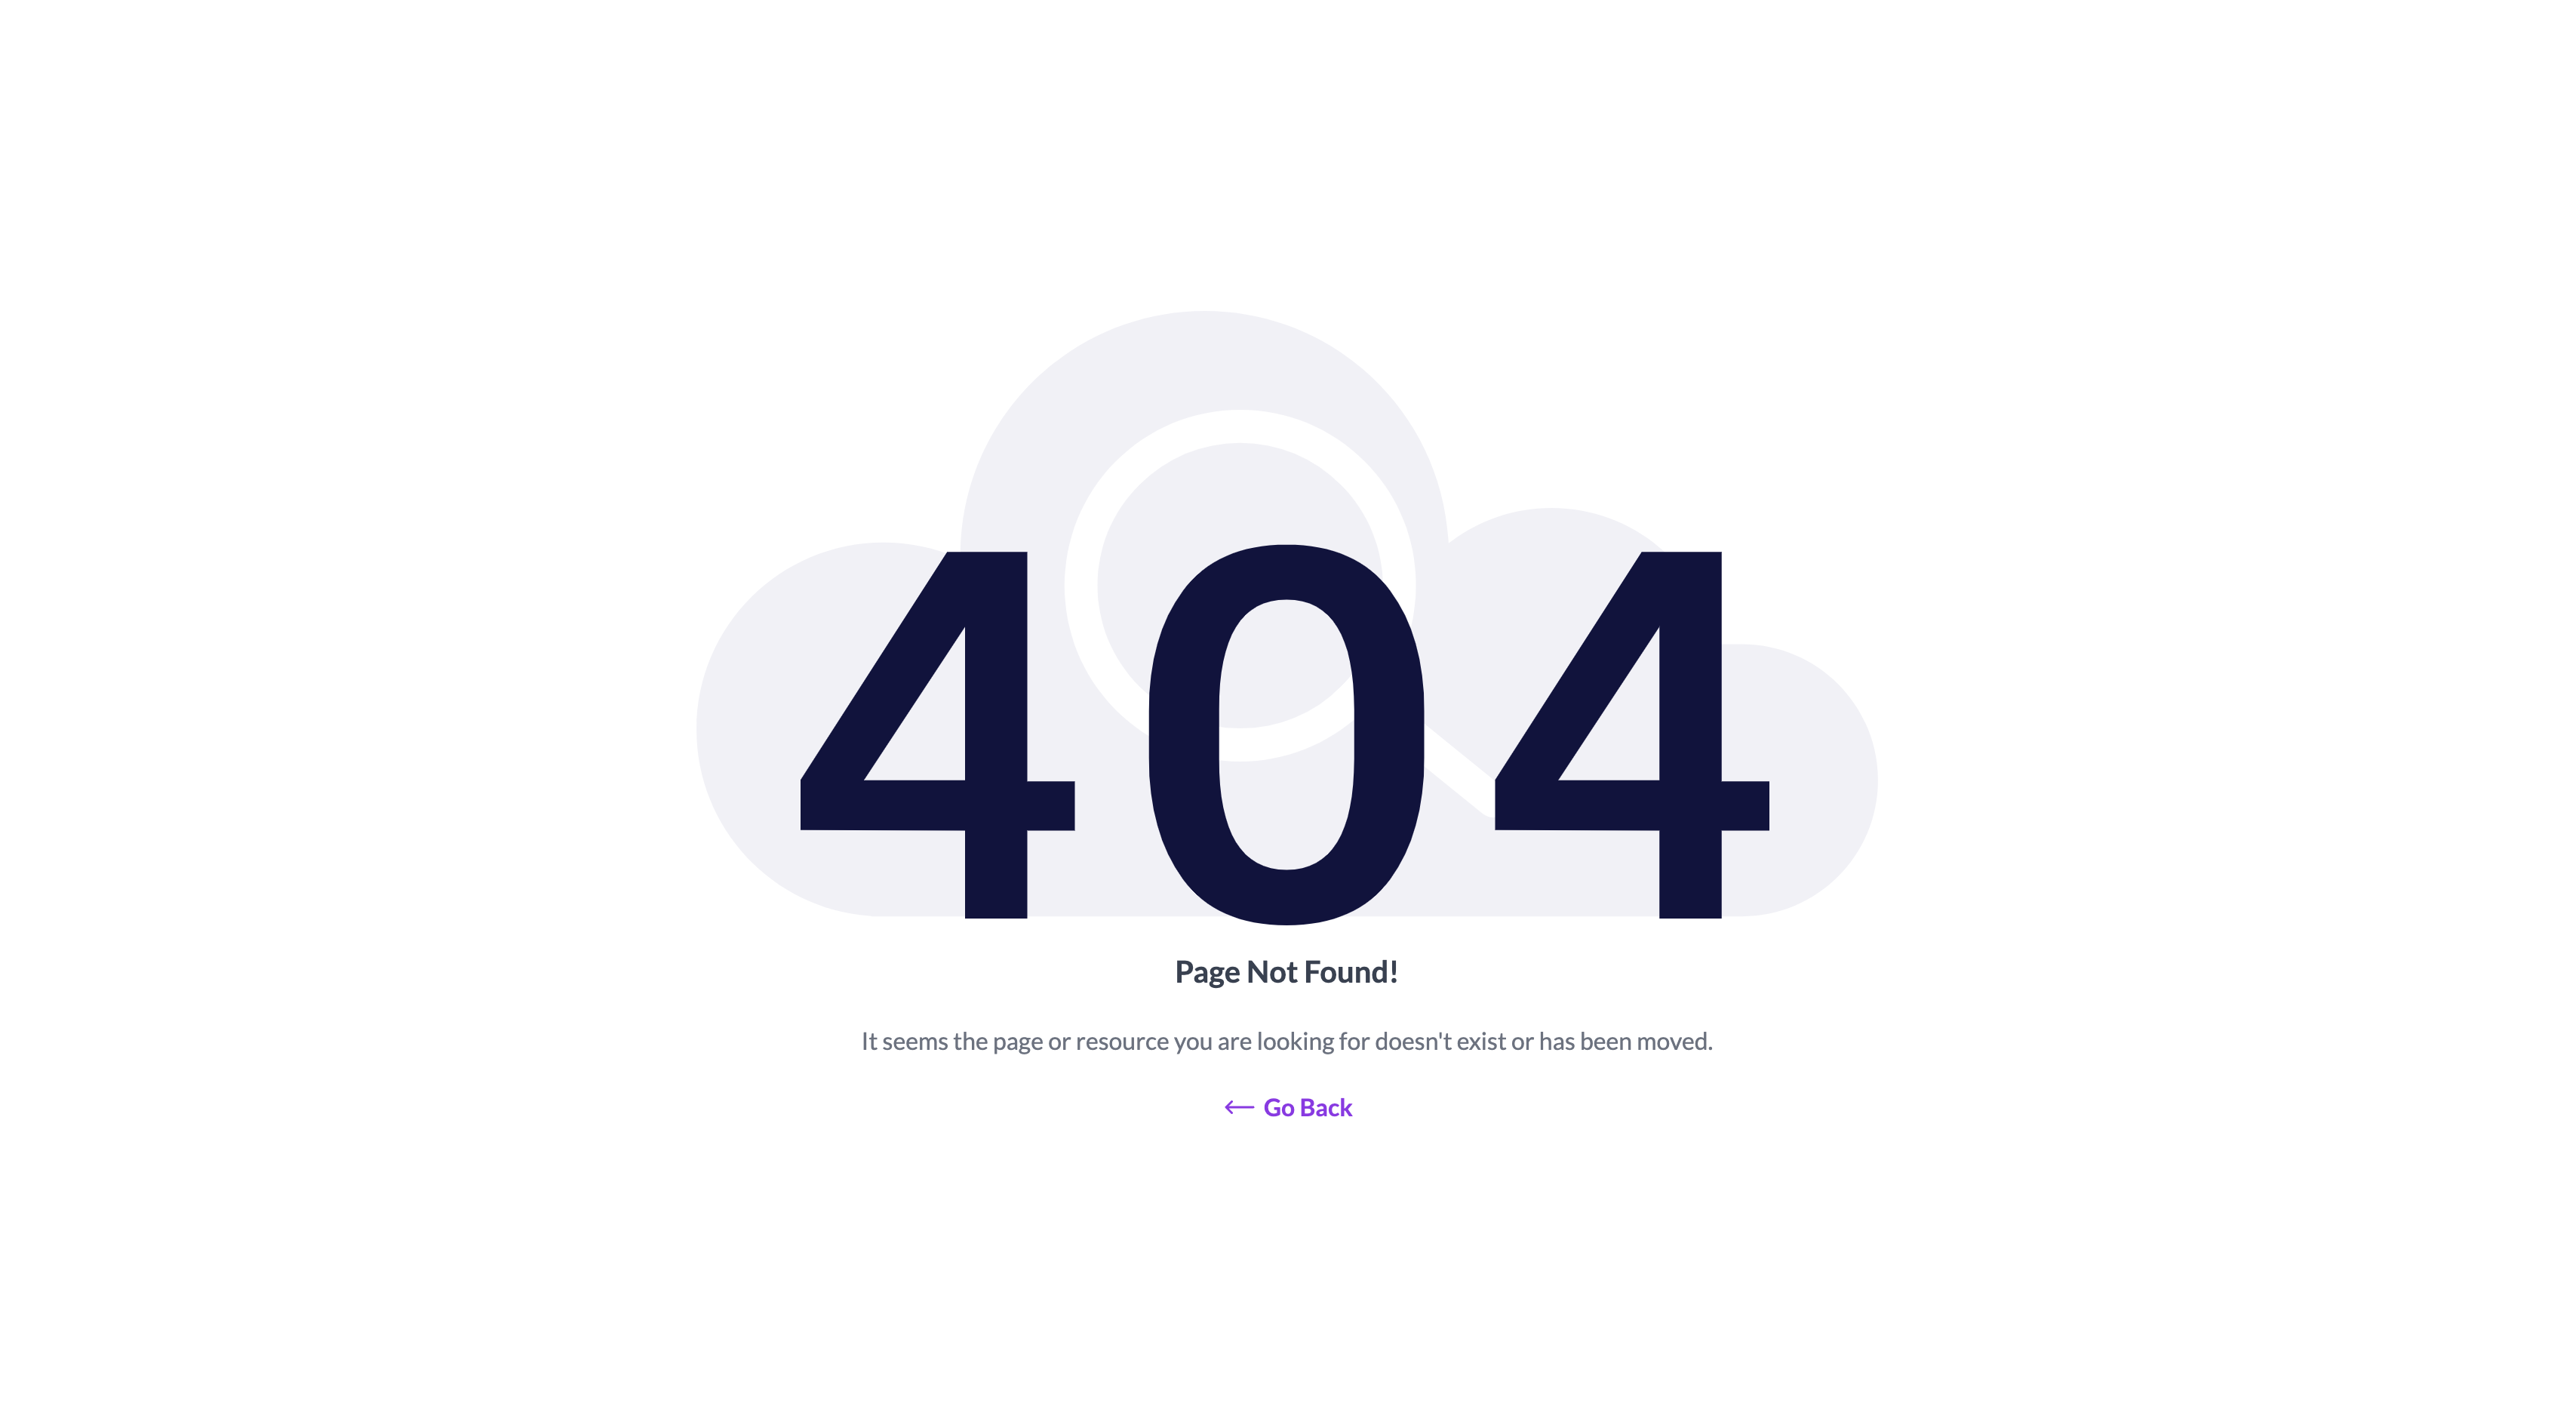 404
Page Not Found!
It seems the page or resource you are looking for doesn't exist or has been moved.
Go Back